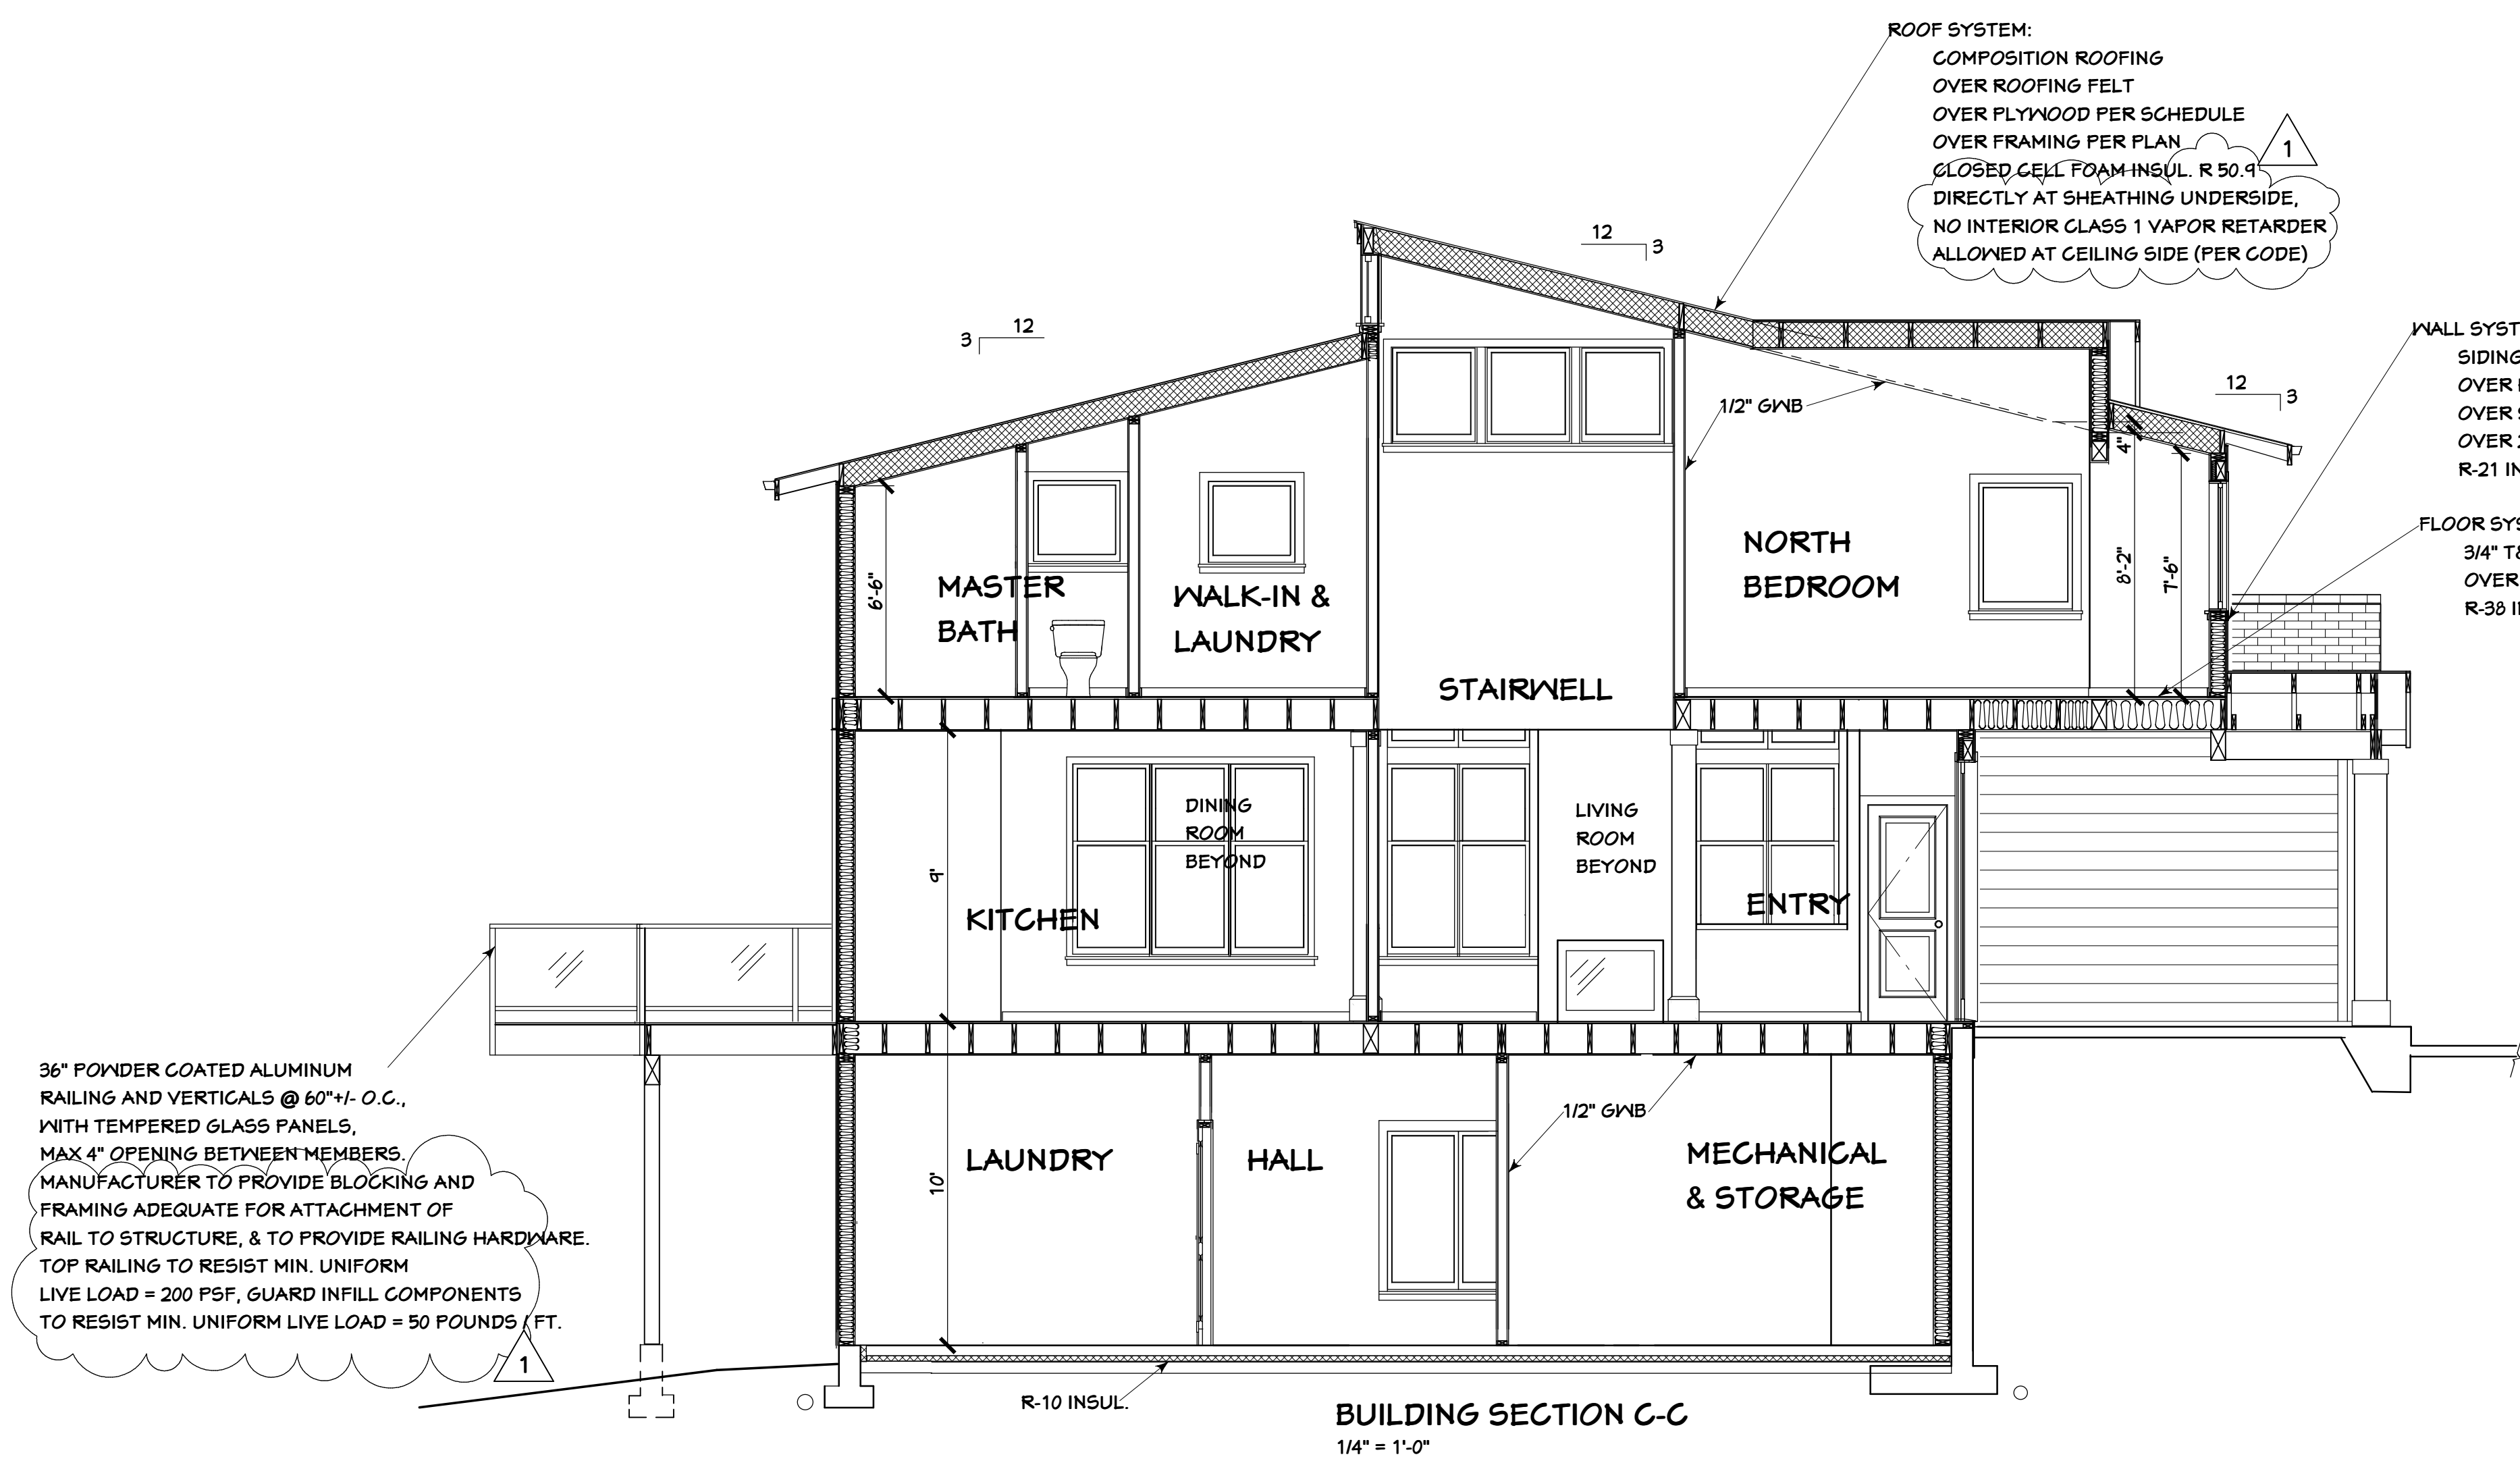 ROOF SYSTEM:
COMPOSITION ROOFING
OVER ROOFING FELT
OVER PLYWOOD PER SCHEDULE
OVER FRAMING PER PLAN
CLOSED CELL FOAM INSUL. R 50.9
DIRECTLY AT SHEATHING UNDERSIDE,
NO INTERIOR CLASS 1 VAPOR RETARDER
ALLOWED AT CEILING SIDE (PER CODE)
1
12
3
3
12
12
3
WALL SYST
SIDING
OVER
OVER
OVER
R-21 IN
FLOOR SYS
3/4" T&
OVER
R-38 I
1/2" GWB
4"
8'-2"
7'-6"
6'-6"
MASTER
BATH
WALK-IN &
LAUNDRY
STAIRWELL
NORTH
BEDROOM
9'
KITCHEN
DINING
ROOM
BEYOND
LIVING
ROOM
BEYOND
ENTRY
36" POWDER COATED ALUMINUM
RAILING AND VERTICALS @ 60"+/- O.C.,
WITH TEMPERED GLASS PANELS,
MAX 4" OPENING BETWEEN MEMBERS.
MANUFACTURER TO PROVIDE BLOCKING AND
FRAMING ADEQUATE FOR ATTACHMENT OF
RAIL TO STRUCTURE, & TO PROVIDE RAILING HARDWARE.
TOP RAILING TO RESIST MIN. UNIFORM
LIVE LOAD = 200 PSF, GUARD INFILL COMPONENTS
TO RESIST MIN. UNIFORM LIVE LOAD = 50 POUNDS / FT.
1
10"
LAUNDRY
HALL
1/2" GWB
MECHANICAL
& STORAGE
R-10 INSUL.
BUILDING SECTION C-C
1/4" = 1'-0"